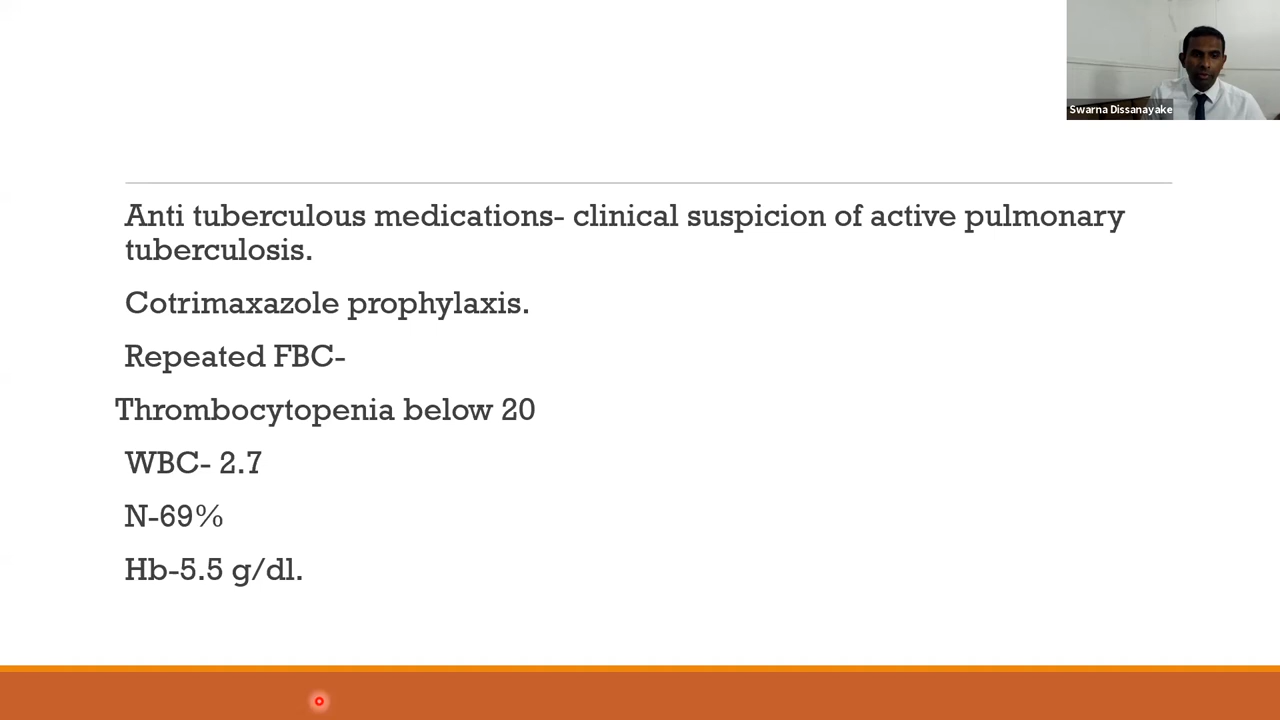 Swarna Dissanayake
Anti tuberculous medications- clinical suspicion of active pulmonary
tuberculosis.
Cotrimaxazole prophylaxis.
Repeated FBC-
Thrombocytopenia below 20
WBC- 2.7
N-69%
Hb-5.5 g/dl.